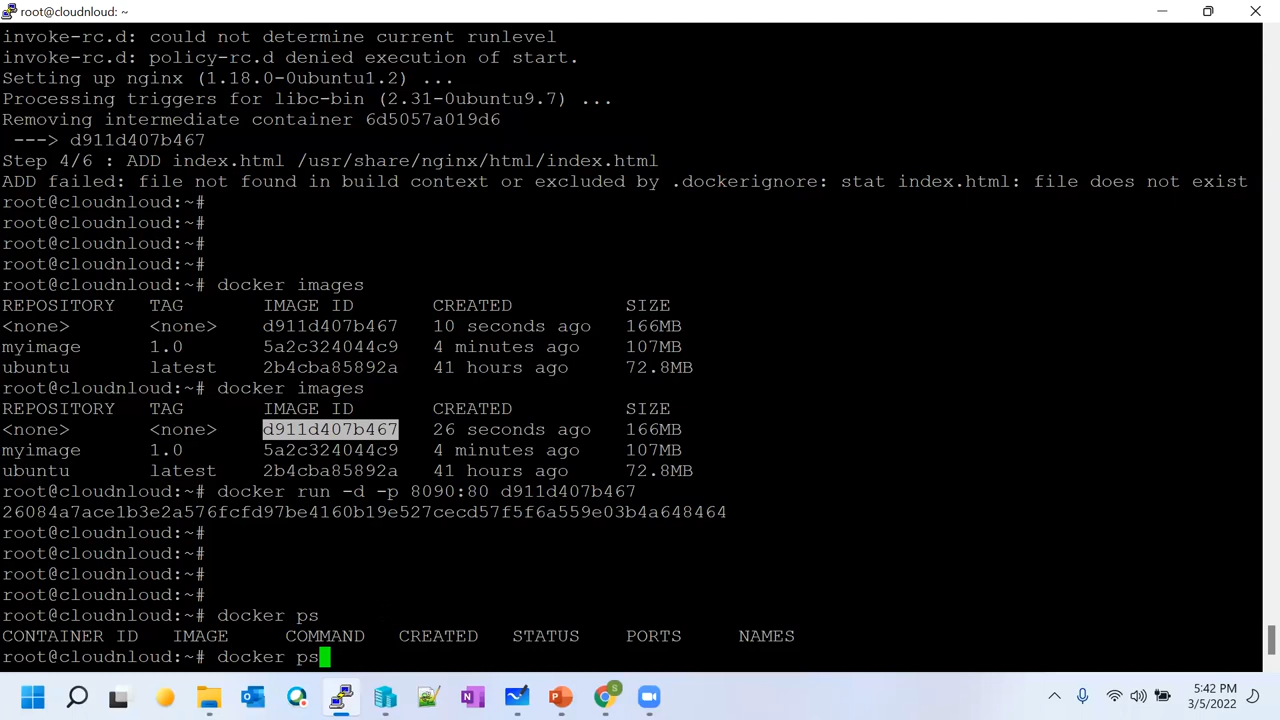 root@cloudnloud: ~
invoke-rc.d: could not determine current runlevel
invoke-rc.d: policy-rc.d denied execution of start.
Setting up nginx (1.18.0-0ubuntu1.2) ...
Processing triggers for libc-bin (2.31-0ubuntu9.7) ...
Removing intermediate container 6d5057a019d6
 ---> d911d407b467
Step 4/6 : ADD index.html /usr/share/nginx/html/index.html
ADD failed: file not found in build context or excluded by .dockerignore: stat index.html: file does not exist
root@cloudnloud:~#
root@cloudnloud:~#
root@cloudnloud:~#
root@cloudnloud:~#
root@cloudnloud:~# docker images
REPOSITORY   TAG       IMAGE ID       CREATED          SIZE
<none>       <none>    d911d407b467   10 seconds ago   166MB
myimage      1.0       5a2c324044c9   4 minutes ago    107MB
ubuntu       latest    2b4cba85892a   41 hours ago     72.8MB
root@cloudnloud:~# docker images
REPOSITORY   TAG       IMAGE ID       CREATED          SIZE
<none>       <none>    d911d407b467   26 seconds ago   166MB
myimage      1.0       5a2c324044c9   4 minutes ago    107MB
ubuntu       latest    2b4cba85892a   41 hours ago     72.8MB
root@cloudnloud:~# docker run -d -p 8090:80 d911d407b467
26084a7ace1b3e2a576fcfd97be4160b19e527cecd57f5f6a559e03b4a648464
root@cloudnloud:~#
root@cloudnloud:~#
root@cloudnloud:~#
root@cloudnloud:~#
root@cloudnloud:~# docker ps
CONTAINER ID   IMAGE     COMMAND   CREATED   STATUS    PORTS     NAMES
root@cloudnloud:~# docker ps
5:42 PM
3/5/2022